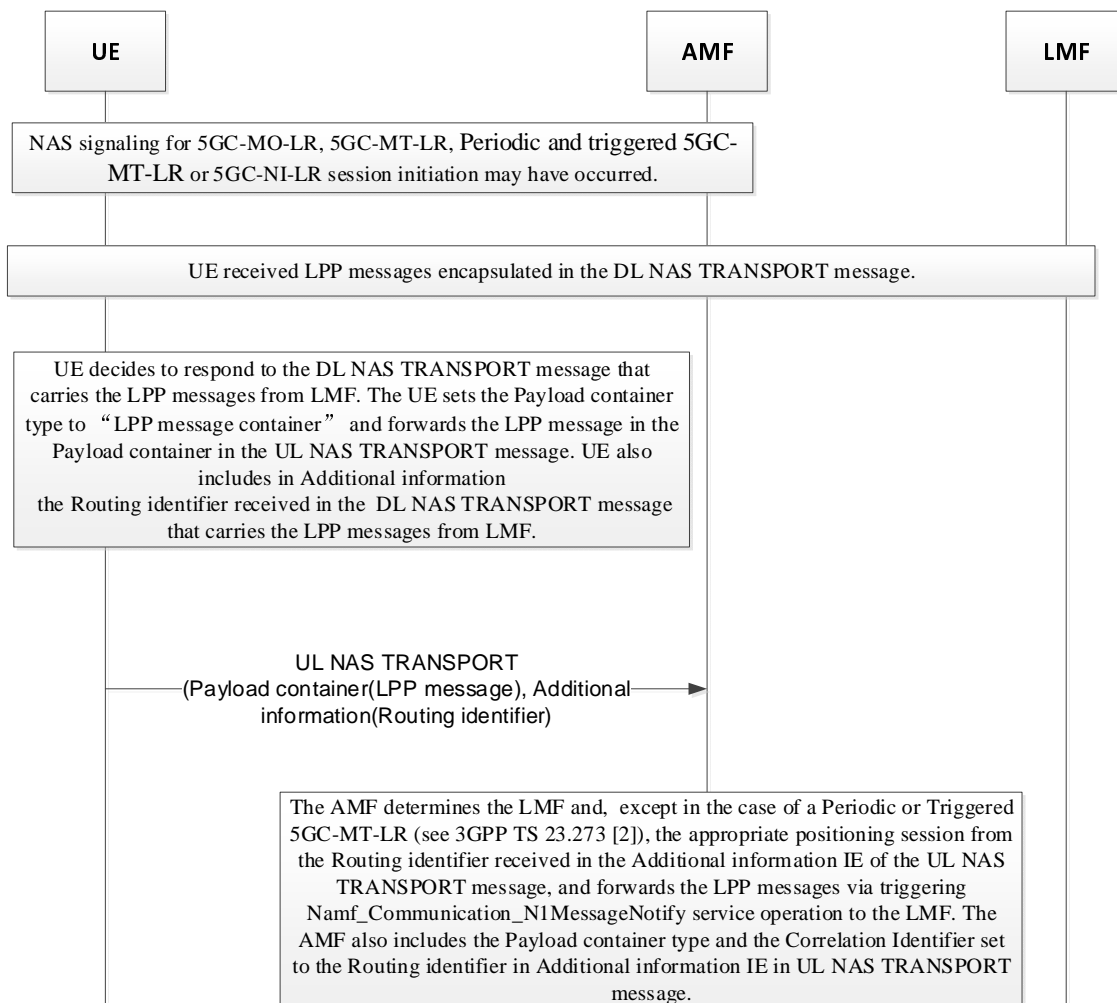 UE
AMF
LMF
NAS signaling for 5GC-MO-LR, 5GC-MT-LR, Periodic and triggered 5GC-
MT-LR or 5GC-NI-LR session initiation may have occurred.
UE received LPP messages encapsulated in the DL NAS TRANSPORT message.
UE decides to respond to the DL NAS TRANSPORT message that
carries the LPP messages from LMF. The UE sets the Payload container
type to “LPP message container” and forwards the LPP message in the
Payload container in the UL NAS TRANSPORT message. UE also
includes in Additional information
the Routing identifier received in the DL NAS TRANSPORT message
that carries the LPP messages from LMF.
UL NAS TRANSPORT
(Payload container(LPP message), Additional
information(Routing identifier)
The AMF determines the LMF and, except in the case of a Periodic or Triggered
5GC-MT-LR (see 3GPP TS 23.273 [2]), the appropriate positioning session from
the Routing identifier received in the Additional information IE of the UL NAS
TRANSPORT message, and forwards the LPP messages via triggering
Namf_Communication_N1MessageNotify service operation to the LMF. The
AMF also includes the Payload container type and the Correlation Identifier set
to the Routing identifier in Additional information IE in UL NAS TRANSPORT
message.